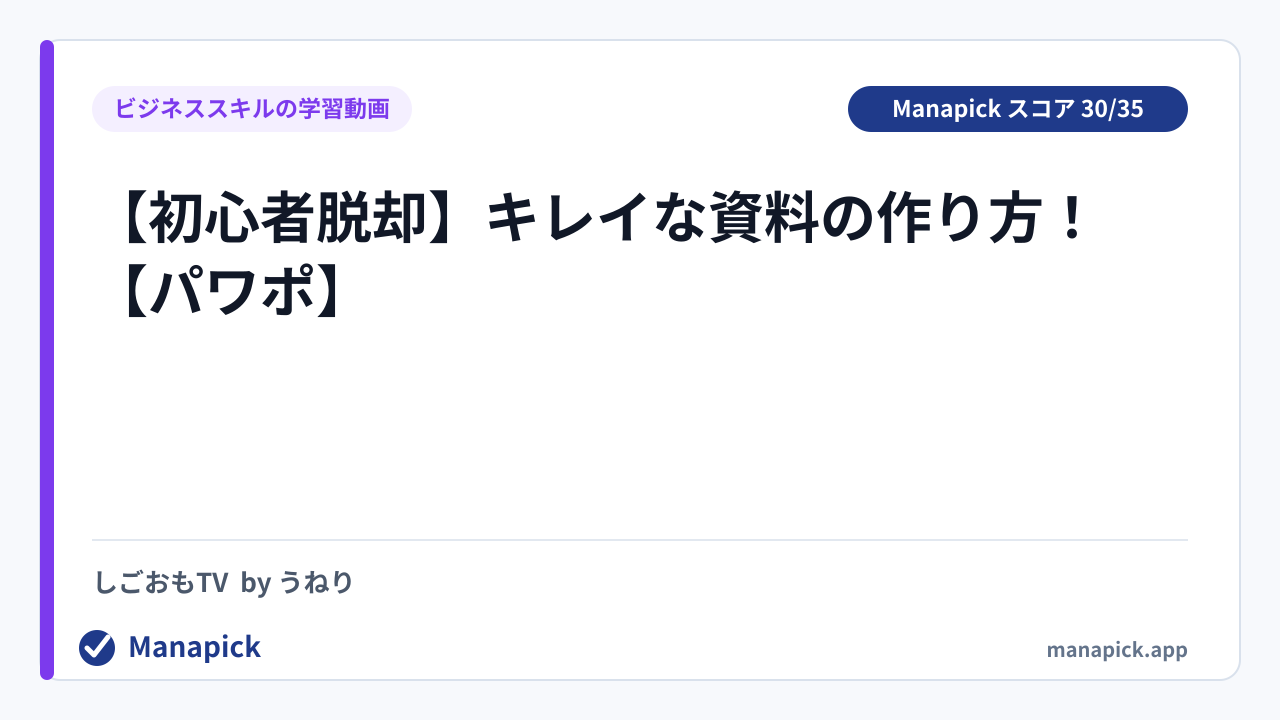 ビジネススキルの学習動画
Manapick スコア 30/35
【初心者脱却】キレイな資料の作り方！
【パワポ】
しごおもTV by うねり
Manapick
manapick.app